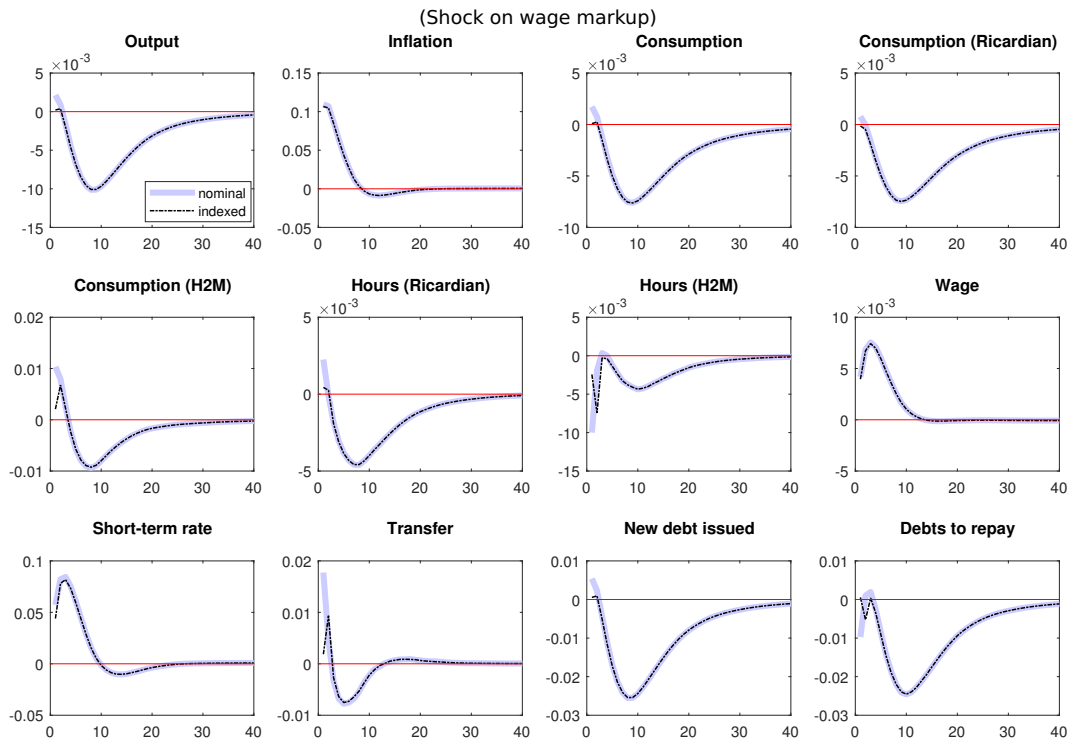 (Shock on wage markup)
Output Inflation Consumption Consumption (Ricardian)
×10⁻³ ×10⁻³ ×10⁻³
5 0.15 5 5
0 0.10 0 0
-5 0.05 -5 -5
-10 0 -10 -10
-15 -0.05
nominal
indexed
0 10 20 30 40 0 10 20 30 40 0 10 20 30 40 0 10 20 30 40
Consumption (H2M) Hours (Ricardian) Hours (H2M) Wage
×10⁻³ ×10⁻³ ×10⁻³
0.02 5 5 10
0.01 0 0 5
0 -5 -5 0
-0.01 -10 -5
-15
0 10 20 30 40 0 10 20 30 40 0 10 20 30 40 0 10 20 30 40
Short-term rate Transfer New debt issued Debts to repay
0.1 0.02 0.01 0.01
0.05 0.01 0 0
0 0 -0.01 -0.01
-0.05 -0.01 -0.02 -0.02
-0.03 -0.03
0 10 20 30 40 0 10 20 30 40 0 10 20 30 40 0 10 20 30 40